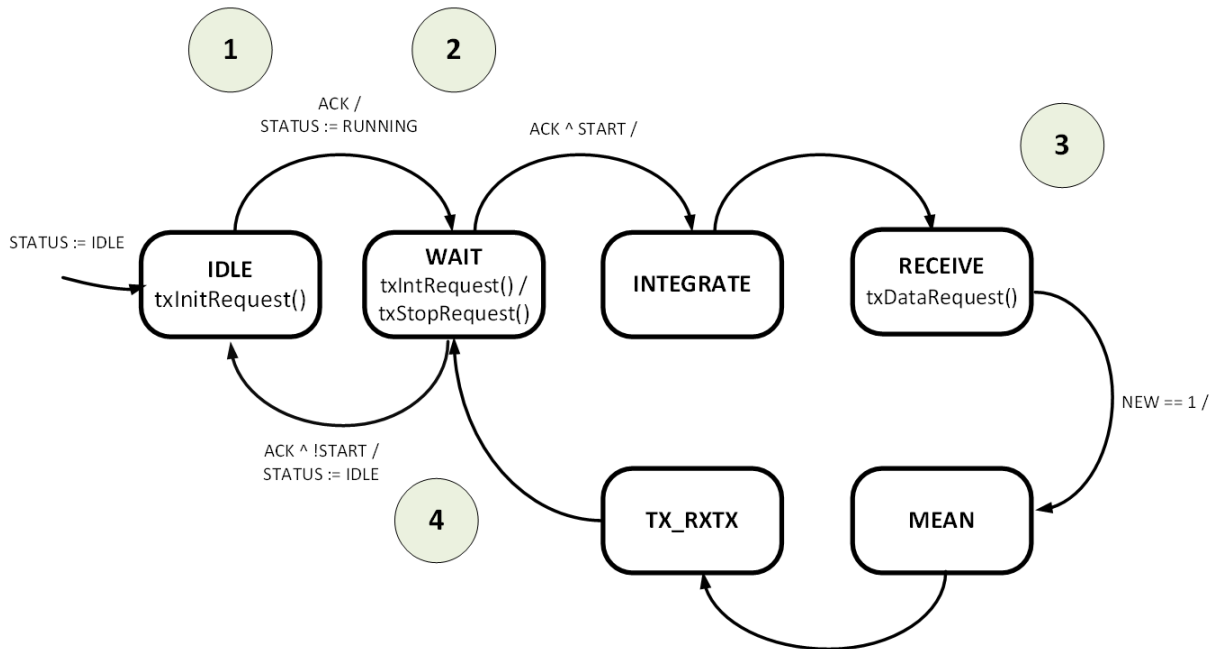 1
2
ACK /
STATUS := RUNNING
ACK ^ START /
3
STATUS := IDLE
IDLE
txInitRequest()
WAIT
txIntRequest() /
txStopRequest()
INTEGRATE
RECEIVE
txDataRequest()
NEW == 1 /
ACK ^ !START /
STATUS := IDLE
4
TX_RXTX
MEAN